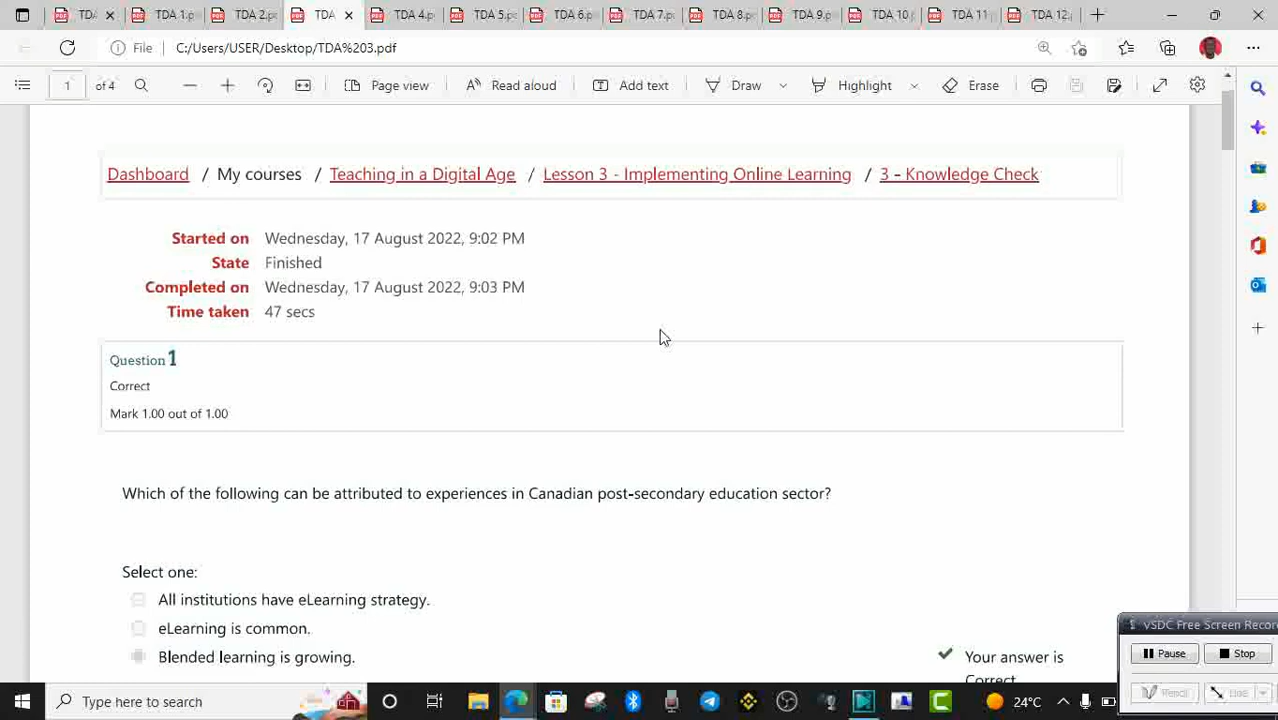 TDA
TDA 1.p
TDA 2.p
TDA
TDA 4.p
TDA 5.p
TDA 6.p
TDA 7.p
TDA 8.p
TDA 9.p
TDA 10
TDA 11
TDA 12.
File
C:/Users/USER/Desktop/TDA%203.pdf
1 of 4
Page view
Read aloud
Add text
Draw
Highlight
Erase
Dashboard / My courses / Teaching in a Digital Age / Lesson 3 - Implementing Online Learning / 3 - Knowledge Check
Started on Wednesday, 17 August 2022, 9:02 PM
State Finished
Completed on Wednesday, 17 August 2022, 9:03 PM
Time taken 47 secs
Question 1
Correct
Mark 1.00 out of 1.00
Which of the following can be attributed to experiences in Canadian post-secondary education sector?
Select one:
All institutions have eLearning strategy.
eLearning is common.
Blended learning is growing.
Your answer is
Correct
VSDC Free Screen Recor
Pause
Stop
Type here to search
24°C